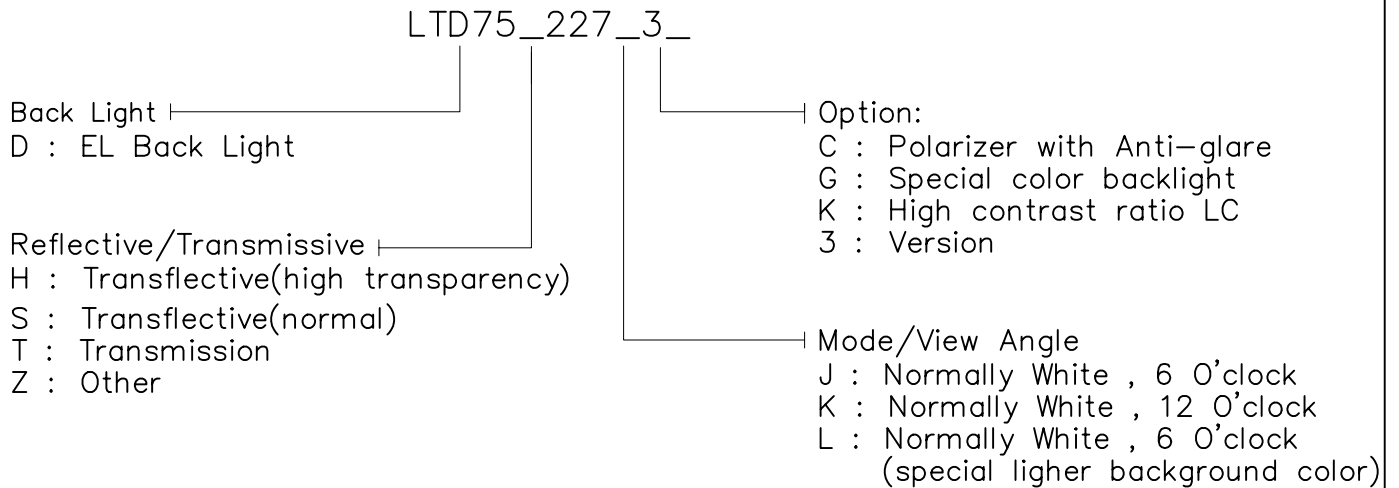 LTD75_227_3_
Back Light
D : EL Back Light
Reflective/Transmissive
H : Transflective(high transparency)
S : Transflective(normal)
T : Transmission
Z : Other
Option:
C : Polarizer with Anti-glare
G : Special color backlight
K : High contrast ratio LC
3 : Version
Mode/View Angle
J : Normally White , 6 O'clock
K : Normally White , 12 O'clock
L : Normally White , 6 O'clock
(special ligher background color)